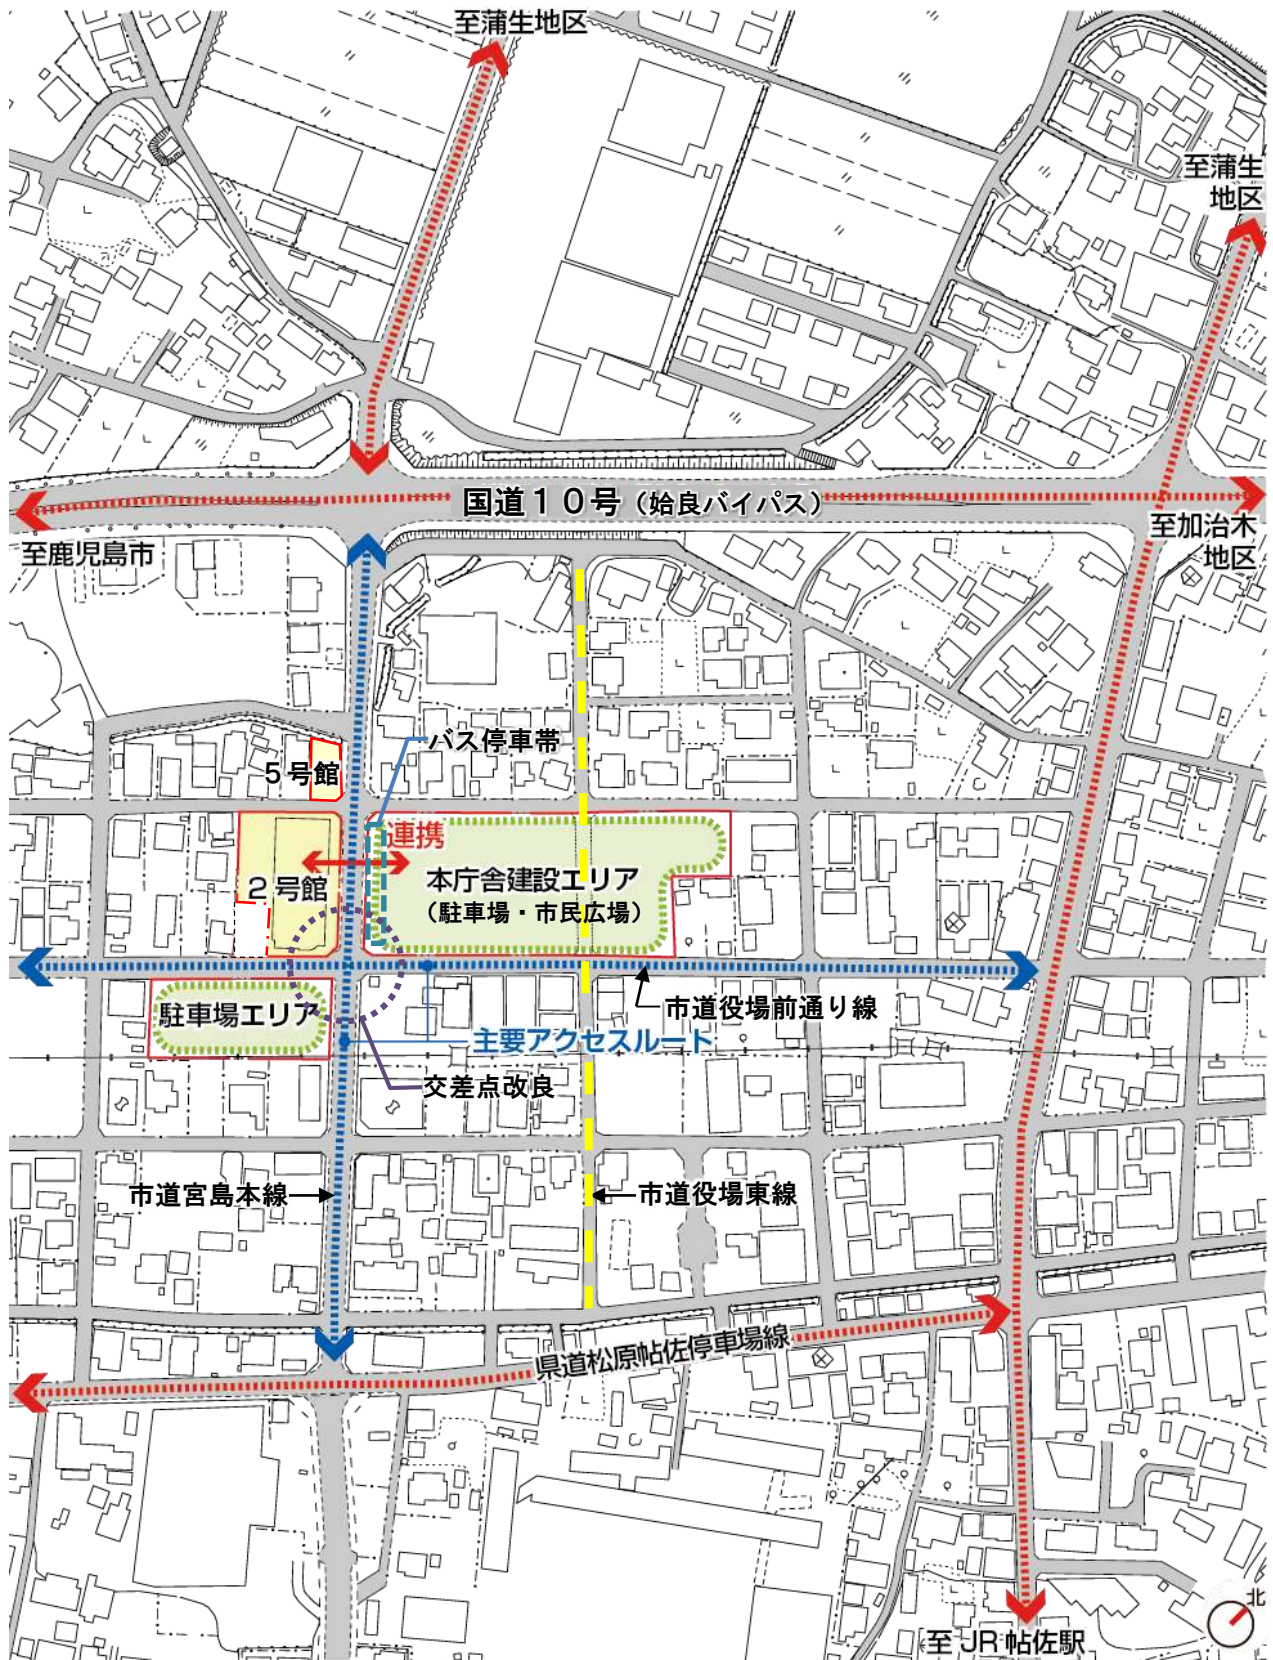 至蒲生地区
至蒲生
地区
国道１０号（姶良バイパス）
至鹿児島市
至加治木
地区
バス停車帯
５号館
連携
２号館
本庁舎建設エリア
（駐車場・市民広場）
駐車場エリア
市道役場前通り線
主要アクセスルート
交差点改良
市道宮島本線
市道役場東線
県道松原帖佐停車場線
北
至 JR 帖佐駅